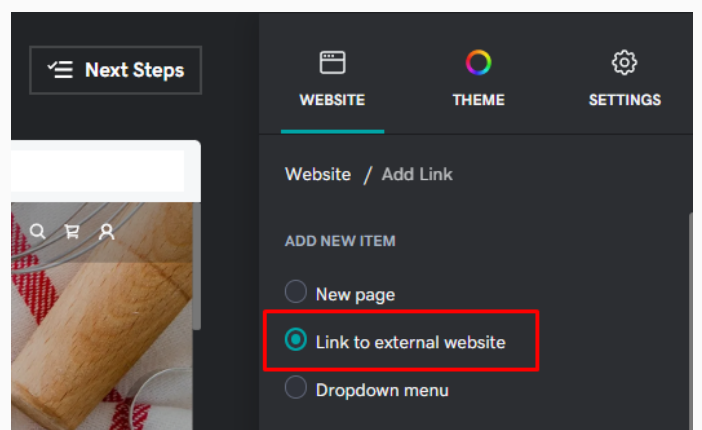 Next Steps
WEBSITE
THEME
SETTINGS
Website / Add Link
ADD NEW ITEM
New page
Link to external website
Dropdown menu